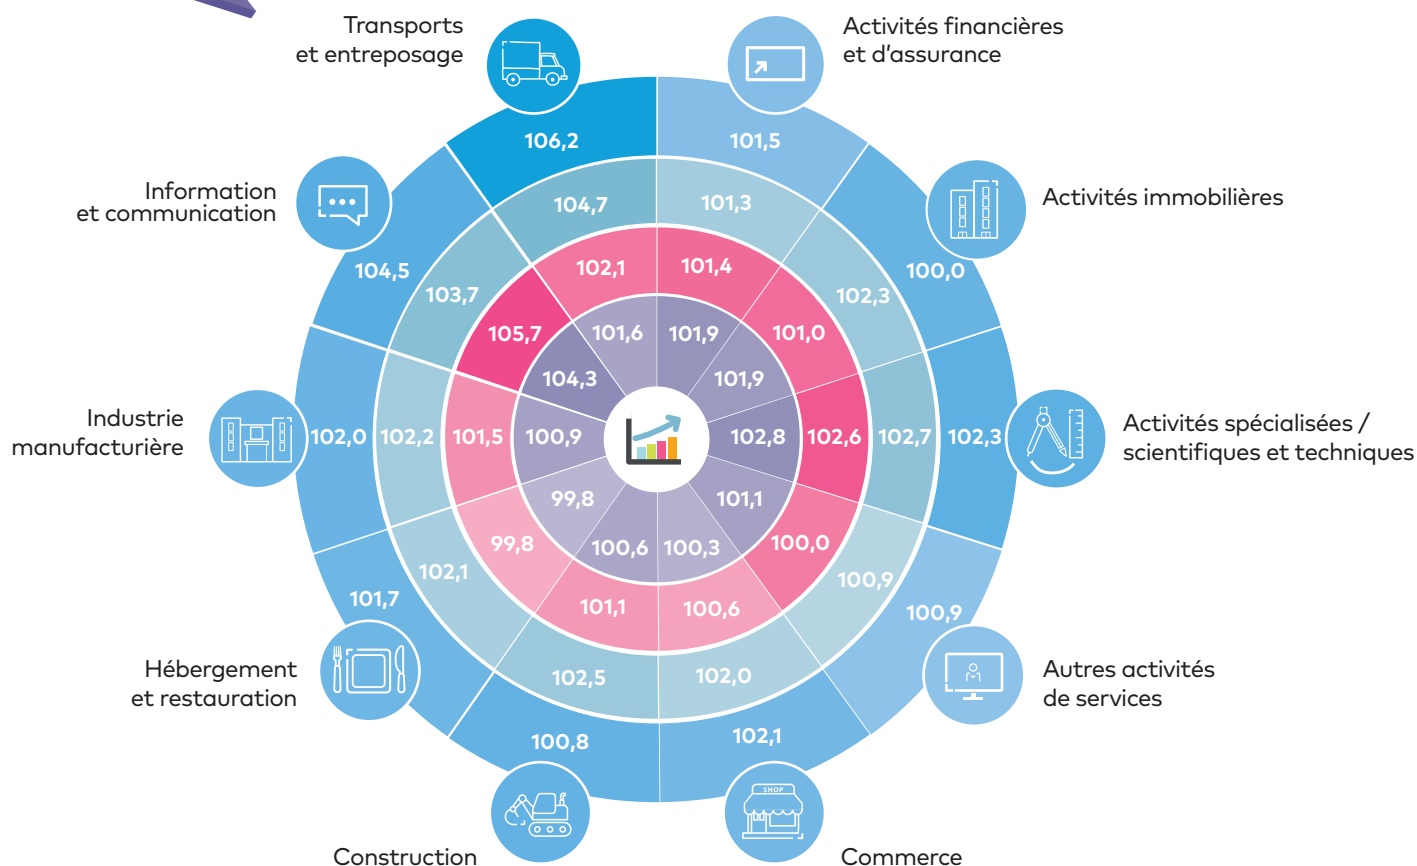 Transports
et entreposage
Activités financières
et d'assurance
106,2
101,5
Information
et communication
Activités immobilières
104,7
101,3
104,5
103,7
102,1
101,4
102,3
100,0
105,7
101,6
101,9
101,0
104,3
101,9
Industrie
manufacturière
102,0
102,2
101,5
100,9
102,8
102,6
102,7
102,3
Activités spécialisées /
scientifiques et techniques
99,8
101,1
99,8
100,6
100,3
100,0
102,1
100,9
101,7
101,1
100,6
100,9
Hébergement
et restauration
102,5
102,0
Autres activités
de services
100,8
102,1
SHOP
Construction
Commerce